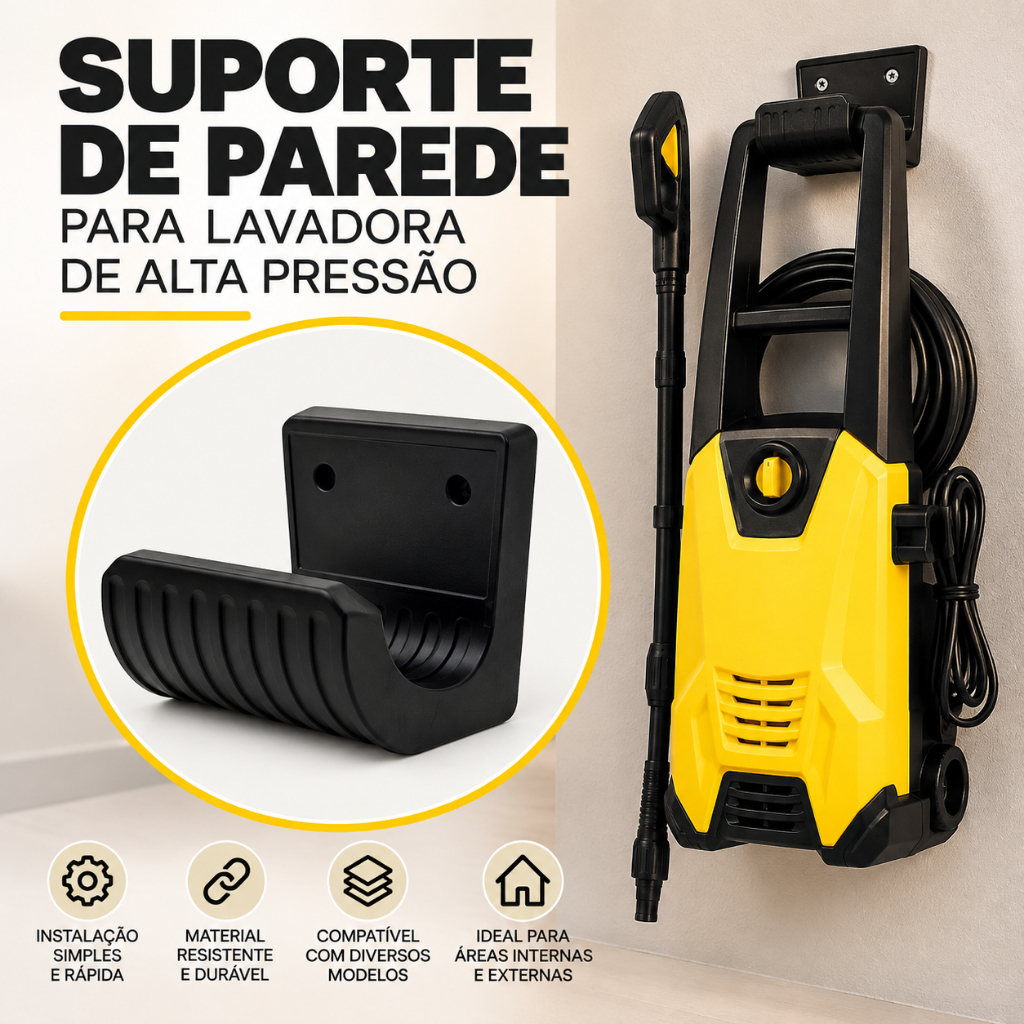 SUPORTE
DE PAREDE
PARA LAVADORA
DE ALTA PRESSÃO
INSTALAÇÃO
SIMPLES
E RÁPIDA
MATERIAL
RESISTENTE
E DURÁVEL
COMPATÍVEL
COM DIVERSOS
MODELOS
IDEAL PARA
ÁREAS INTERNAS
E EXTERNAS